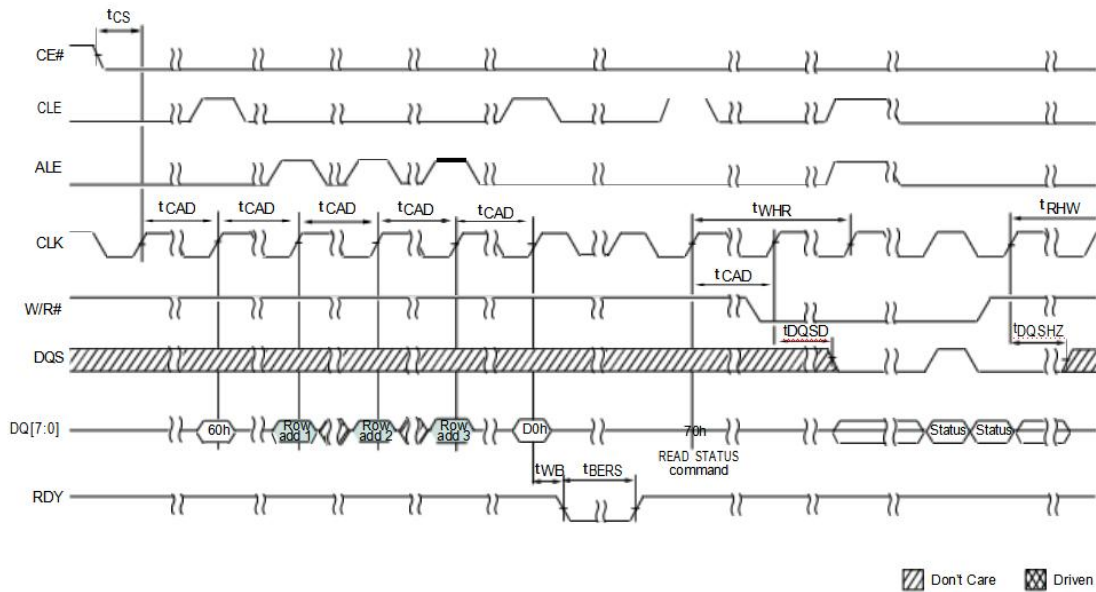 tCS
CE#
CLE
ALE
tCAD tCAD tCAD tCAD tCAD tWHR tRHW
CLK
tCAD
W/R#
tDQSD tDQSHZ
DQS
DQ[7:0] 60h Row add 1 Row add 2 Row add 3 D0h 70h Status Status
READ STATUS
command
tWB tBERS
RDY
Don't Care Driven